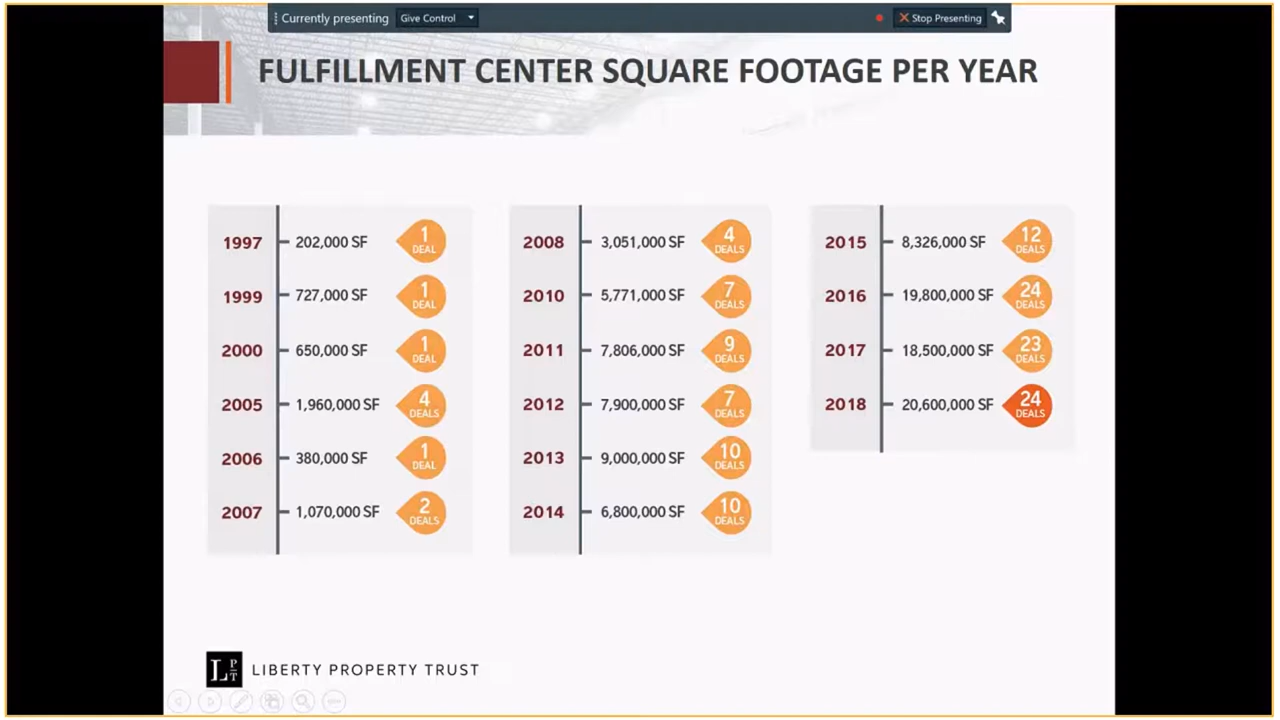 Currently presenting Give Control Stop Presenting
FULFILLMENT CENTER SQUARE FOOTAGE PER YEAR
1997 202,000 SF 1 DEAL
1999 727,000 SF 1 DEAL
2000 650,000 SF 1 DEAL
2005 1,960,000 SF 4 DEALS
2006 380,000 SF 1 DEAL
2007 1,070,000 SF 2 DEALS
2008 3,051,000 SF 4 DEALS
2010 5,771,000 SF 7 DEALS
2011 7,806,000 SF 9 DEALS
2012 7,900,000 SF 7 DEALS
2013 9,000,000 SF 10 DEALS
2014 6,800,000 SF 10 DEALS
2015 8,326,000 SF 12 DEALS
2016 19,800,000 SF 24 DEALS
2017 18,500,000 SF 23 DEALS
2018 20,600,000 SF 24 DEALS
L P T LIBERTY PROPERTY TRUST